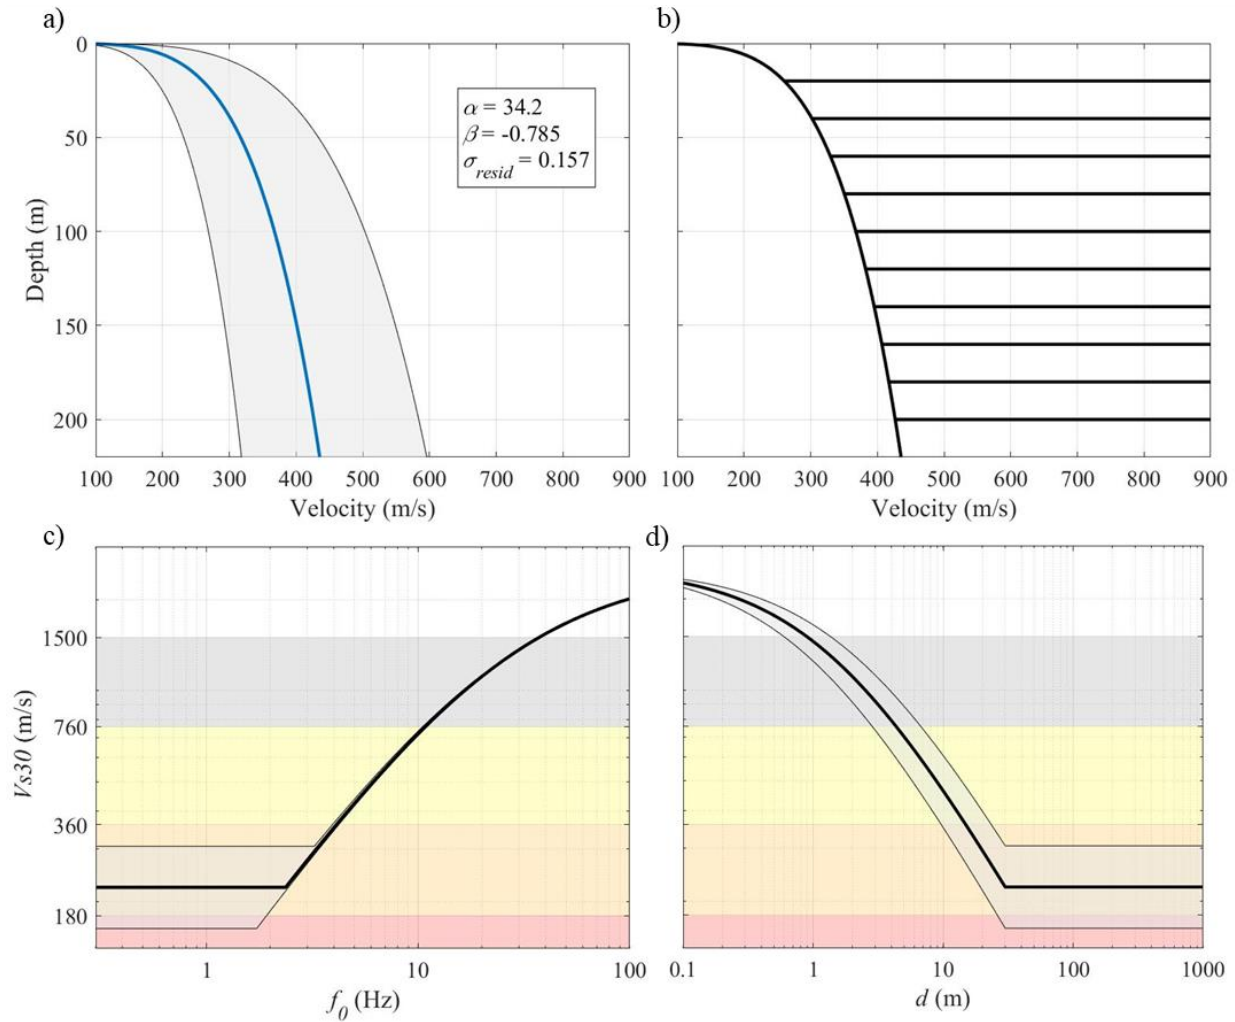 a)
0
50
100
150
200
Depth (m)
α = 34.2
β = -0.785
σresid = 0.157
100 200 300 400 500 600 700 800 900
Velocity (m/s)
b)
100 200 300 400 500 600 700 800 900
Velocity (m/s)
c)
1500
760
360
180
Vs30 (m/s)
1 10 100
f0 (Hz)
d)
0.1 1 10 100 1000
d (m)